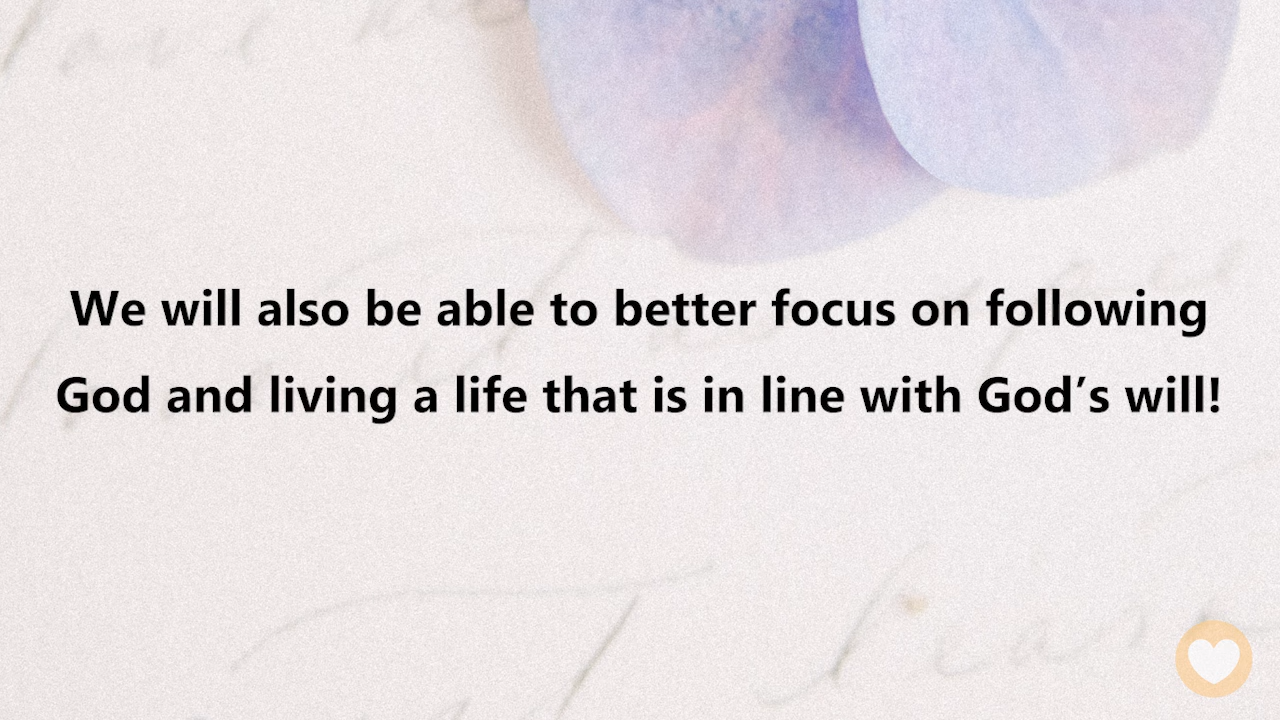 We will also be able to better focus on following
God and living a life that is in line with God’s will!